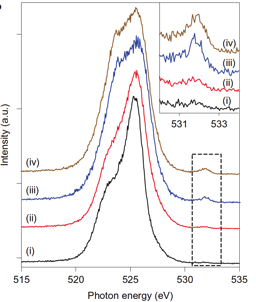 Intensity (a.u.)
(iv)
(iii)
(ii)
(i)
(iv)
(iii)
(ii)
(i)
531 533
515 520 525 530 535
Photon energy (eV)